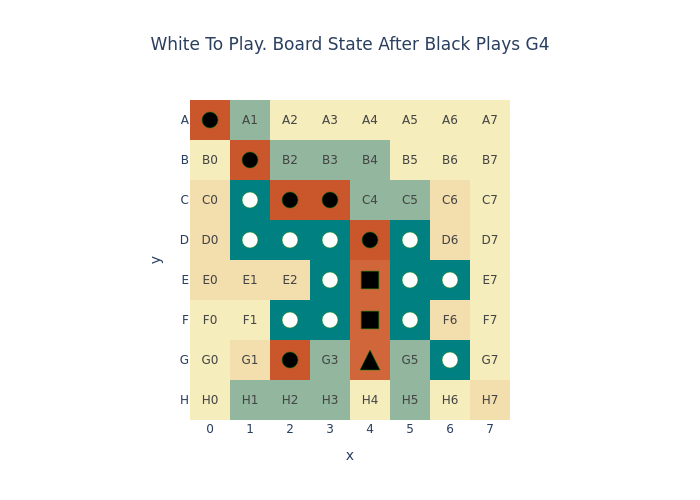 White To Play. Board State After Black Plays G4
A A1 A2 A3 A4 A5 A6 A7
B B0 B2 B3 B4 B5 B6 B7
C C0 C4 C5 C6 C7
D D0 D6 D7
y
E E0 E1 E2 E7
F F0 F1 F6 F7
G G0 G1 G3 G5 G7
H H0 H1 H2 H3 H4 H5 H6 H7
0 1 2 3 4 5 6 7
x